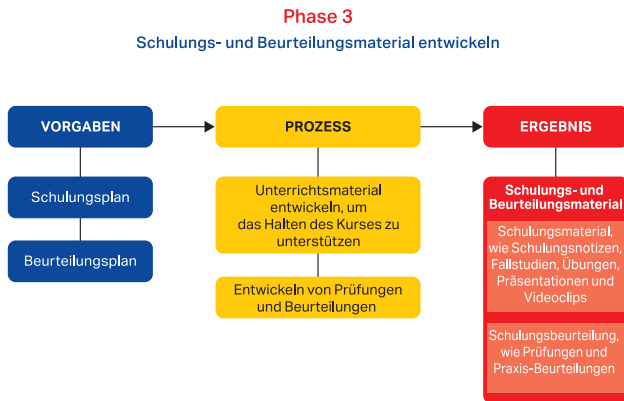 Phase 3
Schulungs- und Beurteilungsmaterial entwickeln
VORGABEN
Schulungsplan
Beurteilungsplan
PROZESS
Unterrichtsmaterial
entwickeln, um
das Halten des Kurses zu
unterstützen
Entwickeln von Prüfungen
und Beurteilungen
ERGEBNIS
Schulungs- und
Beurteilungsmaterial
Schulungsmaterial,
wie Schulungsnotizen,
Fallstudien, Übungen,
Präsentationen und
Videoclips
Schulungsbeurteilung,
wie Prüfungen und
Praxis-Beurteilungen